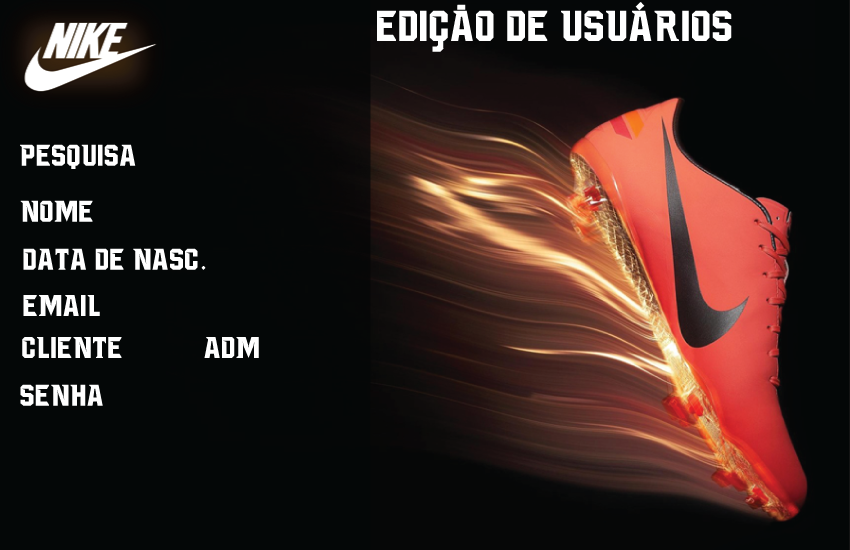 NIKE
EDIÇÃO DE USUÁRIOS
PESQUISA
NOME
DATA DE NASC.
EMAIL
CLIENTE ADM
SENHA